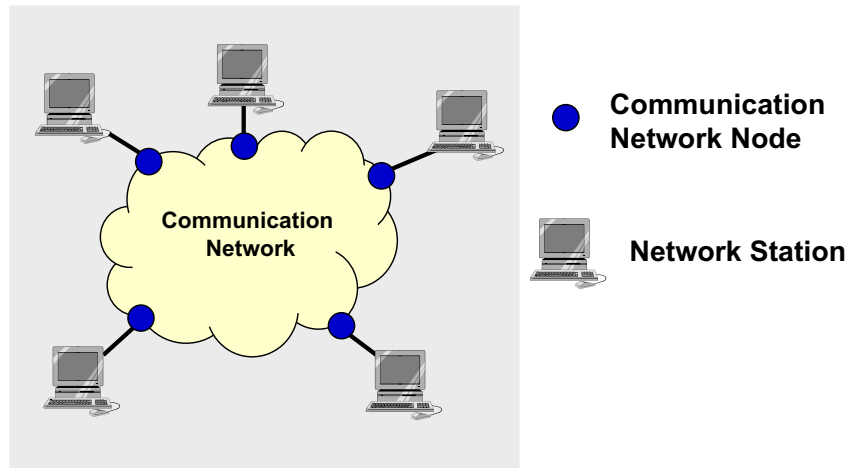 Communication
Network
Communication
Network Node
Network Station